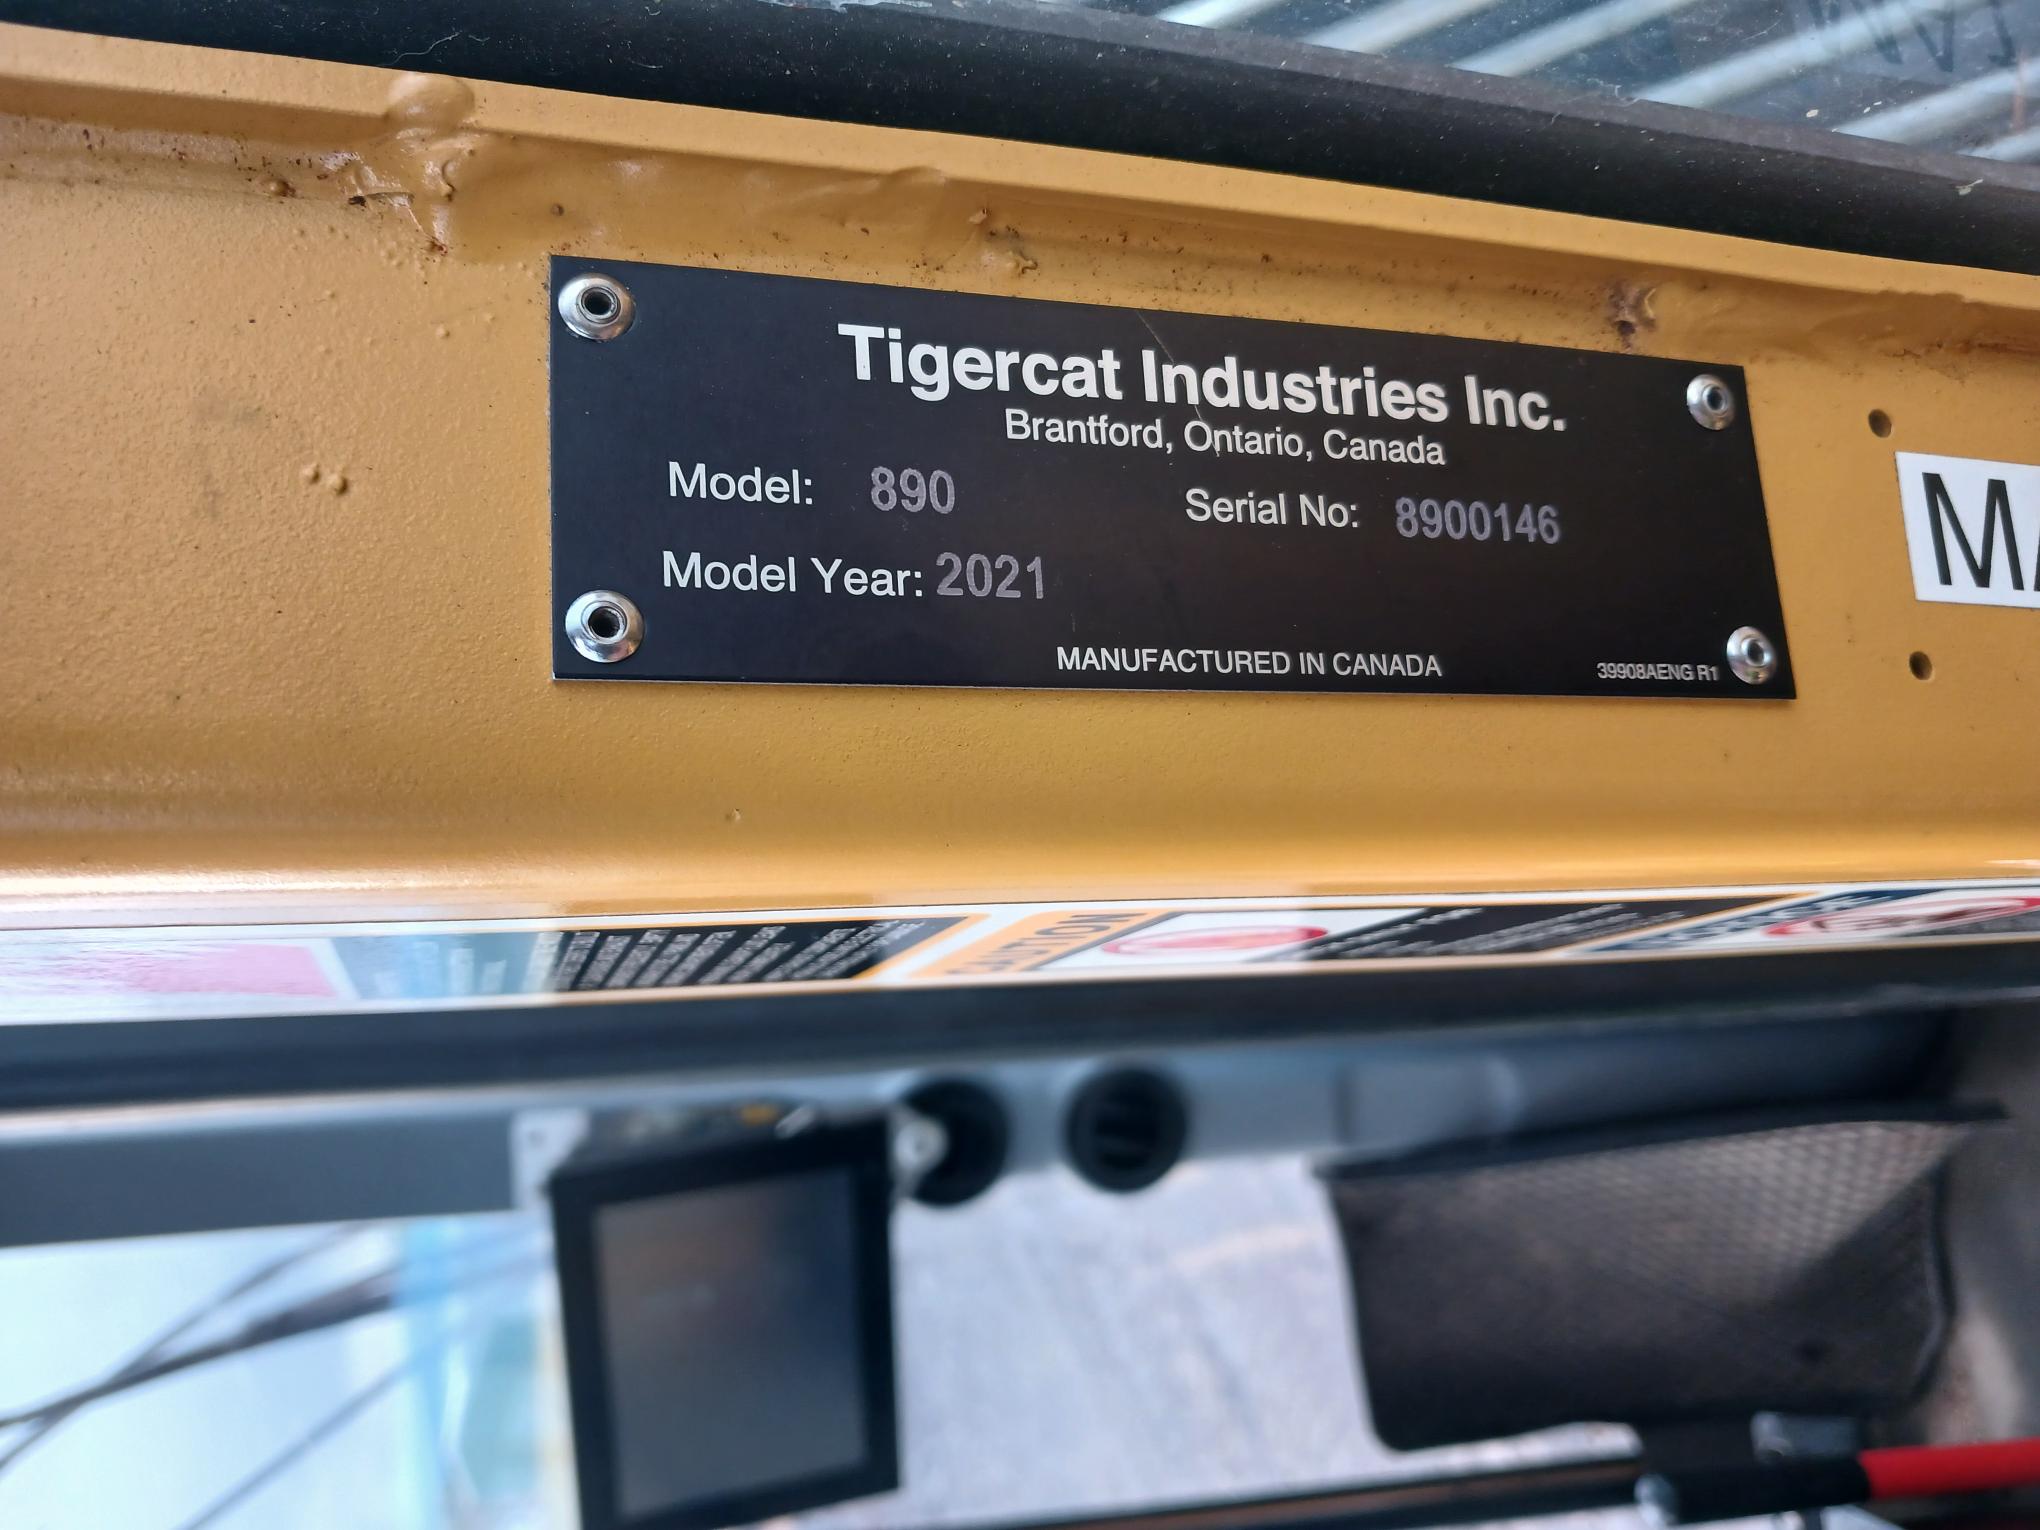 Tigercat Industries Inc.
Brantford, Ontario, Canada
Model: 890
Serial No: 8900146
Model Year: 2021
MANUFACTURED IN CANADA
39908AENG R1
CAUTION